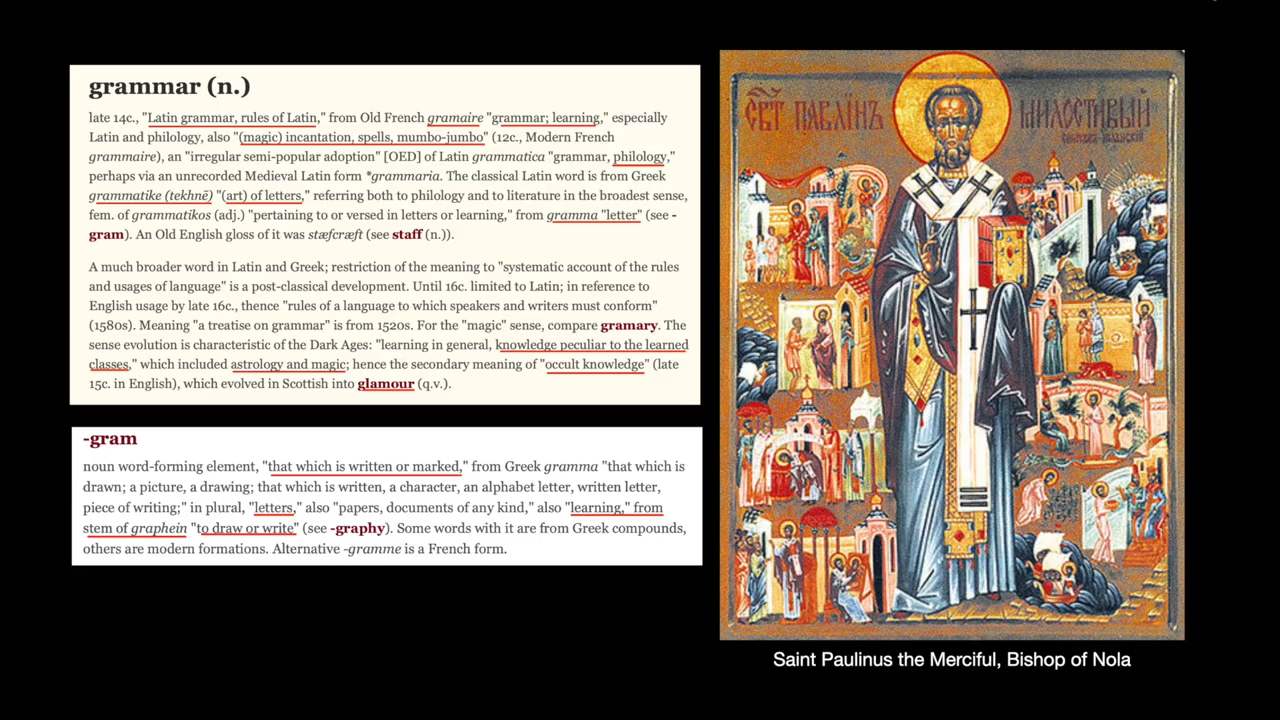 grammar (n.)
late 14c., "Latin grammar, rules of Latin," from Old French gramaire "grammar; learning," especially
Latin and philology, also "(magic) incantation, spells, mumbo-jumbo" (12c., Modern French
grammaire), an "irregular semi-popular adoption" [OED] of Latin grammatica "grammar, philology,"
perhaps via an unrecorded Medieval Latin form *grammaria. The classical Latin word is from Greek
grammatike (tekhnē) "(art) of letters," referring both to philology and to literature in the broadest sense,
fem. of grammatikos (adj.) "pertaining to or versed in letters or learning," from gramma "letter" (see -
gram). An Old English gloss of it was stæfcræft (see staff (n.)).
A much broader word in Latin and Greek; restriction of the meaning to "systematic account of the rules
and usages of language" is a post-classical development. Until 16c. limited to Latin; in reference to
English usage by late 16c., thence "rules of a language to which speakers and writers must conform"
(1580s). Meaning "a treatise on grammar" is from 1520s. For the "magic" sense, compare gramary. The
sense evolution is characteristic of the Dark Ages: "learning in general, knowledge peculiar to the learned
classes," which included astrology and magic; hence the secondary meaning of "occult knowledge" (late
15c. in English), which evolved in Scottish into glamour (q.v.).
-gram
noun word-forming element, "that which is written or marked," from Greek gramma "that which is
drawn; a picture, a drawing; that which is written, a character, an alphabet letter, written letter,
piece of writing;" in plural, "letters," also "papers, documents of any kind," also "learning," from
stem of graphein "to draw or write" (see -graphy). Some words with it are from Greek compounds,
others are modern formations. Alternative -gramme is a French form.
СВТ ПАВЛІНЪ МИЛОСТИВЫЙ
Saint Paulinus the Merciful, Bishop of Nola